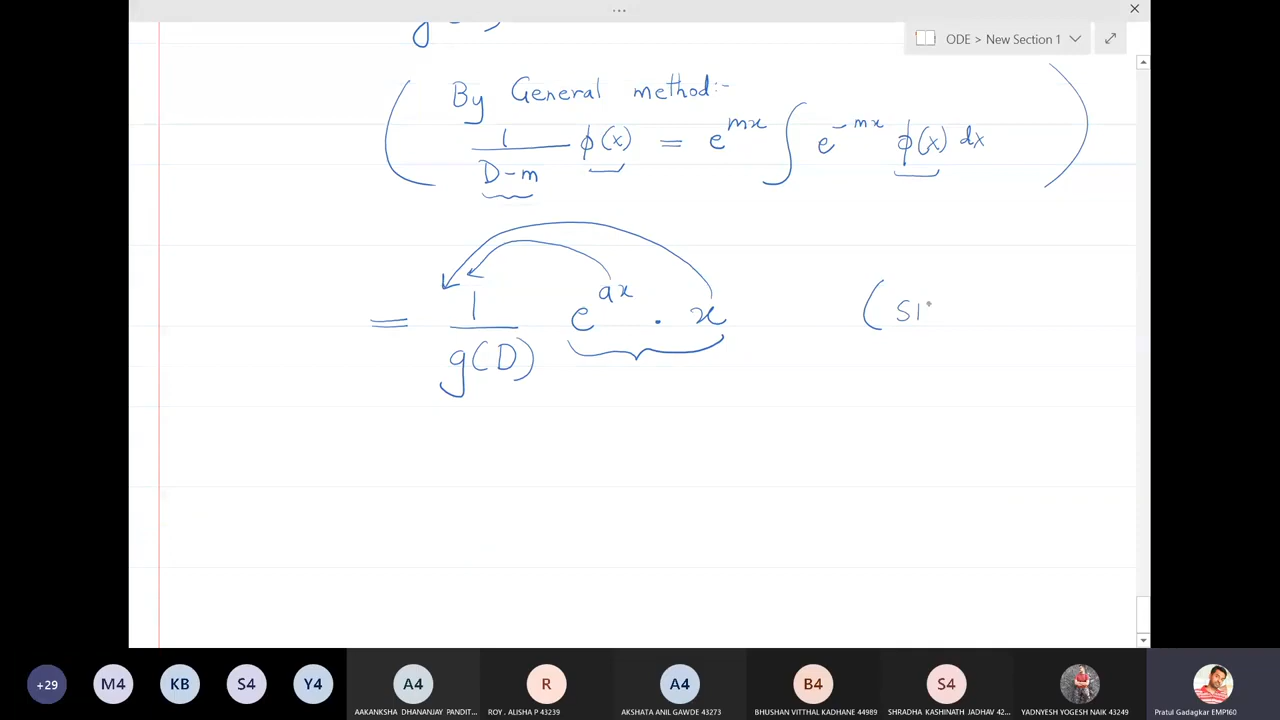 ...
ODE > New Section 1
By General method:-
1/(D-m) φ(x) = e^{mx} ∫ e^{-mx} φ(x) dx
= 1/g(D) e^{ax} · x (si
+29 M4 KB S4 Y4 A4 R A4 B4 S4
AAKANKSHA DHANANJAY PANDIT... ROY , ALISHA P 43239 AKSHATA ANIL GAWDE 43273 BHUSHAN VITTHAL KADHANE 44989 SHRADHA KASHINATH JADHAV 42... YADNYESH YOGESH NAIK 43249 Pratul Gadagkar EMP160